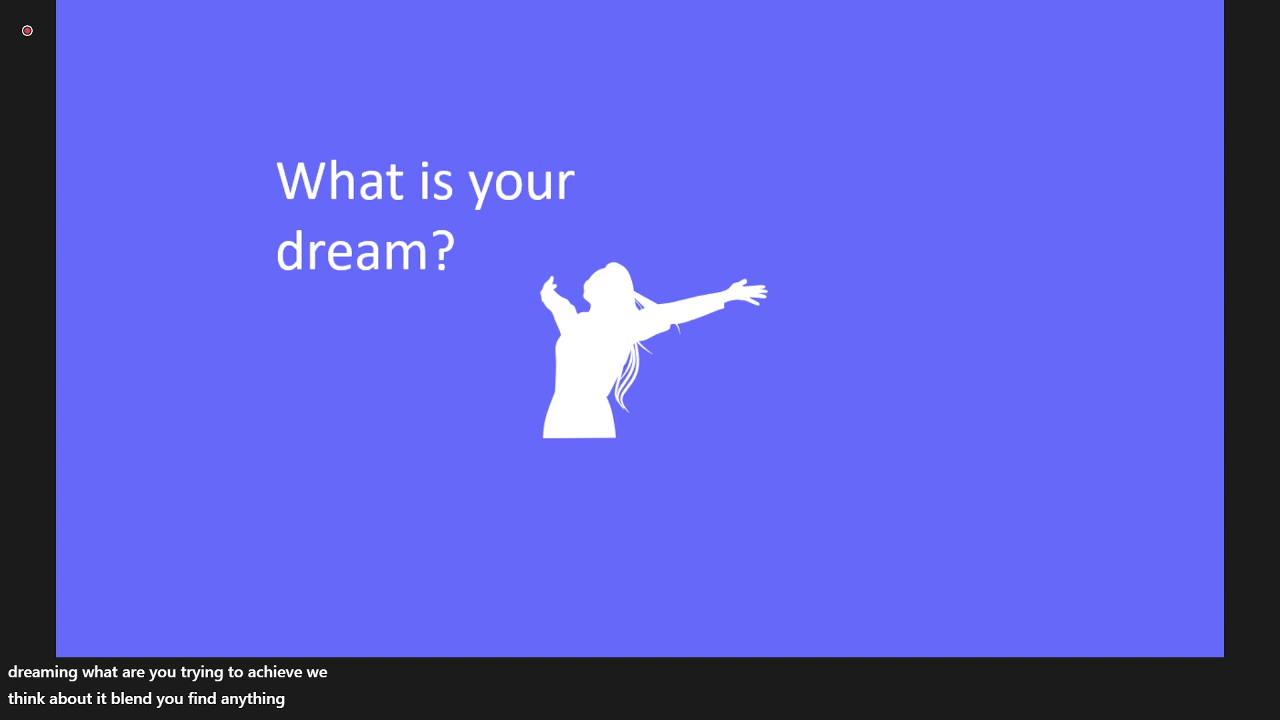 What is your
dream?
dreaming what are you trying to achieve we
think about it blend you find anything